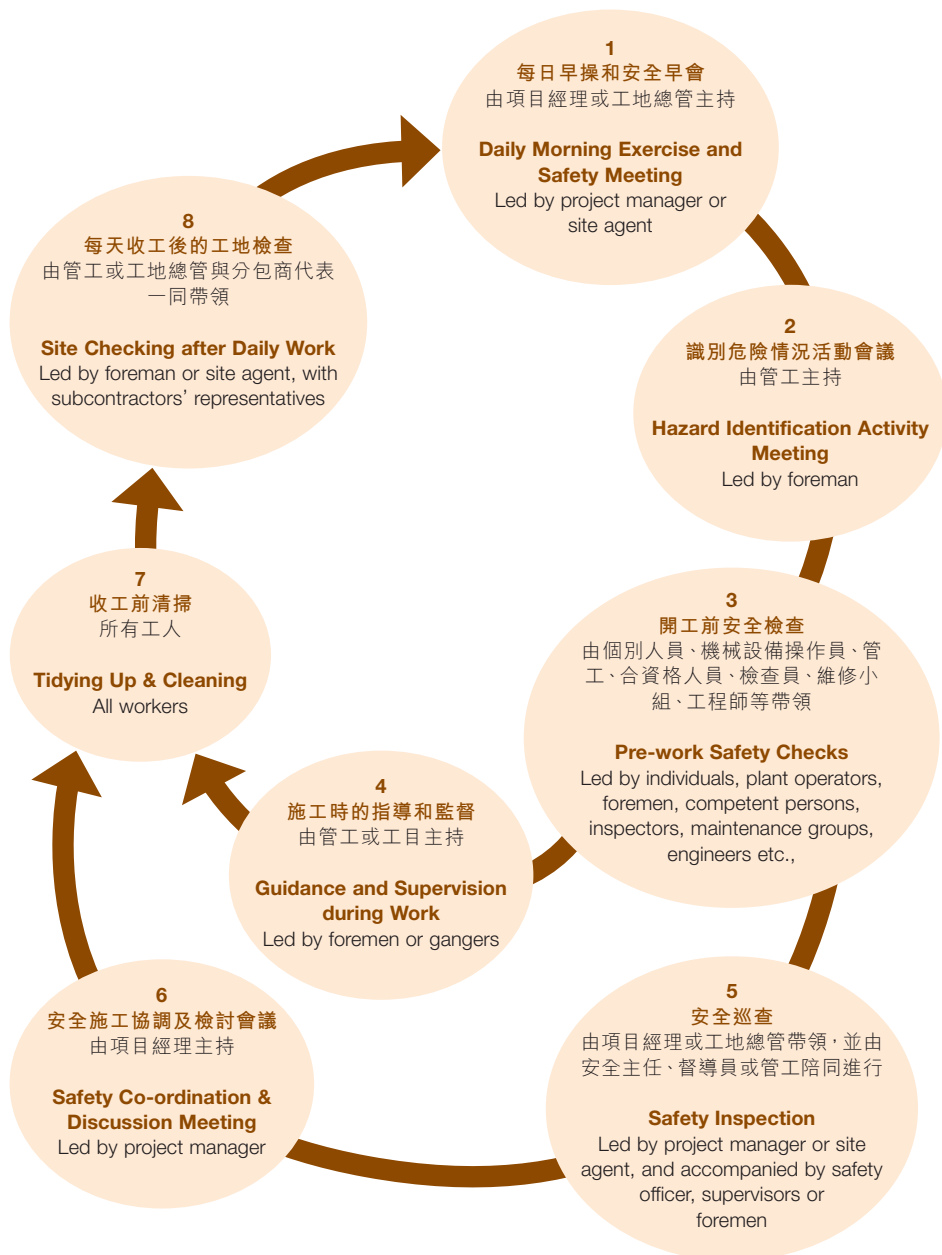 1
每日早操和安全早會
由項目經理或工地總管主持
Daily Morning Exercise and
Safety Meeting
Led by project manager or
site agent
2
識別危險情況活動會議
由管工主持
Hazard Identification Activity
Meeting
Led by foreman
3
開工前安全檢查
由個別人員、機械設備操作員、管
工、合資格人員、檢查員、維修小
組、工程師等帶領
Pre-work Safety Checks
Led by individuals, plant operators,
foremen, competent persons,
inspectors, maintenance groups,
engineers etc.,
4
施工時的指導和監督
由管工或工目主持
Guidance and Supervision
during Work
Led by foremen or gangers
5
安全巡查
由項目經理或工地總管帶領，並由
安全主任、督導員或管工陪同進行
Safety Inspection
Led by project manager or site
agent, and accompanied by safety
officer, supervisors or
foremen
6
安全施工協調及檢討會議
由項目經理主持
Safety Co-ordination &
Discussion Meeting
Led by project manager
7
收工前清掃
所有工人
Tidying Up & Cleaning
All workers
8
每天收工後的工地檢查
由管工或工地總管與分包商代表
一同帶領
Site Checking after Daily Work
Led by foreman or site agent, with
subcontractors’ representatives